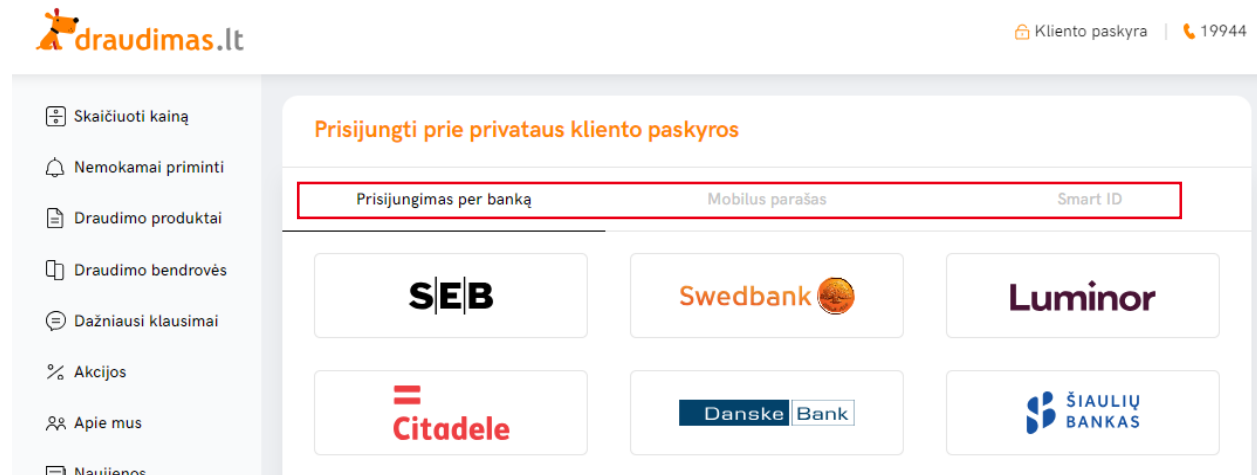 draudimas.lt
Kliento paskyra | 19944
Skaičiuoti kainą
Nemokamai priminti
Draudimo produktai
Draudimo bendrovės
Dažniausi klausimai
Akcijos
Apie mus
Naujienos
Prisijungti prie privataus kliento paskyros
Prisijungimas per banką Mobilus parašas Smart ID
SEB Swedbank Luminor
Citadele Danske Bank ŠIAULIŲ
BANKAS